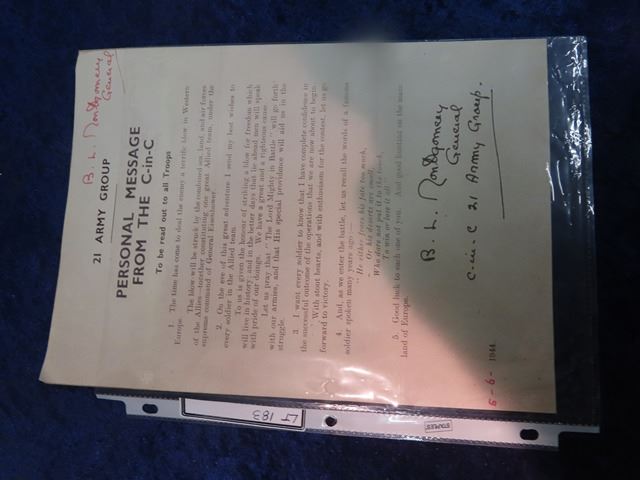 B. L. Montgomery
General
21 ARMY GROUP
PERSONAL MESSAGE
FROM THE C-in-C
To be read out to all Troops
1. The time has come to deal the enemy a terrific blow in Western
Europe.
The blow will be struck by the combined sea, land, and air forces
of the Allies—together constituting one great Allied team, under the
supreme command of General Eisenhower.
2. On the eve of this great adventure I send my best wishes to
every soldier in the Allied team.
To us is given the honour of striking a blow for freedom which
will live in history; and in the better days that lie ahead men will speak
with pride of our doings. We have a great and a righteous cause.
Let us pray that "The Lord Mighty in Battle" will go forth
with our armies, and that His special providence will aid us in the
struggle.
3. I want every soldier to know that I have complete confidence in
the successful outcome of the operations that we are now about to begin.
With stout hearts, and with enthusiasm for the contest, let us go
forward to victory.
4. And, as we enter the battle, let us recall the words of a famous
soldier spoken many years ago:—
"He either fears his fate too much,
Or his deserts are small,
Who dare not put it to the touch,
To win or lose it all."
5. Good luck to each one of you. And good hunting on the main
land of Europe.
B. L. Montgomery
General
C-in-C 21 Army Group.
5-6-1944
LT 183
STAPLES